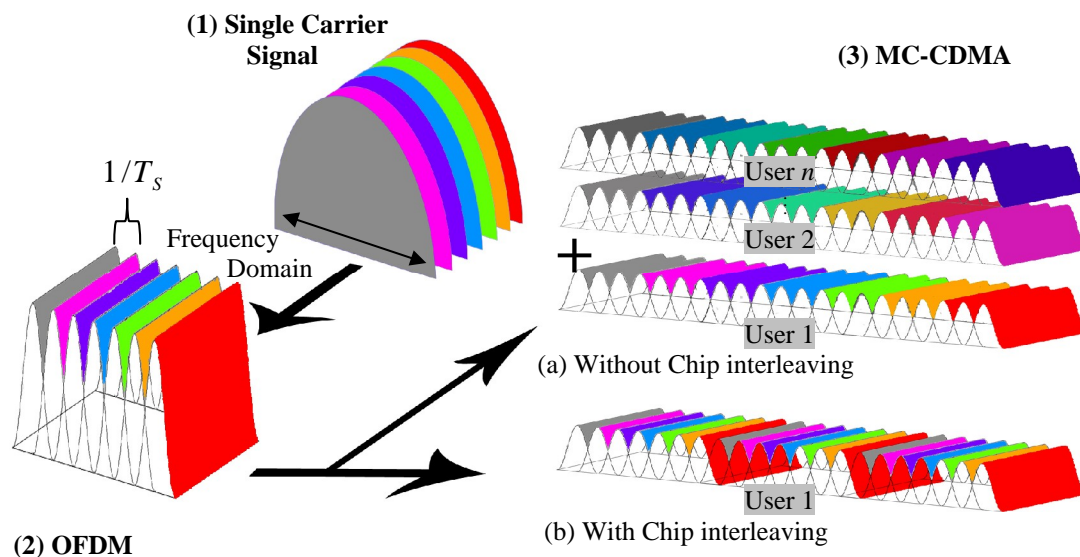 (1) Single Carrier
Signal
(3) MC-CDMA
1/T_S
Frequency
Domain
User n
User 2
+
User 1
(a) Without Chip interleaving
User 1
(b) With Chip interleaving
(2) OFDM